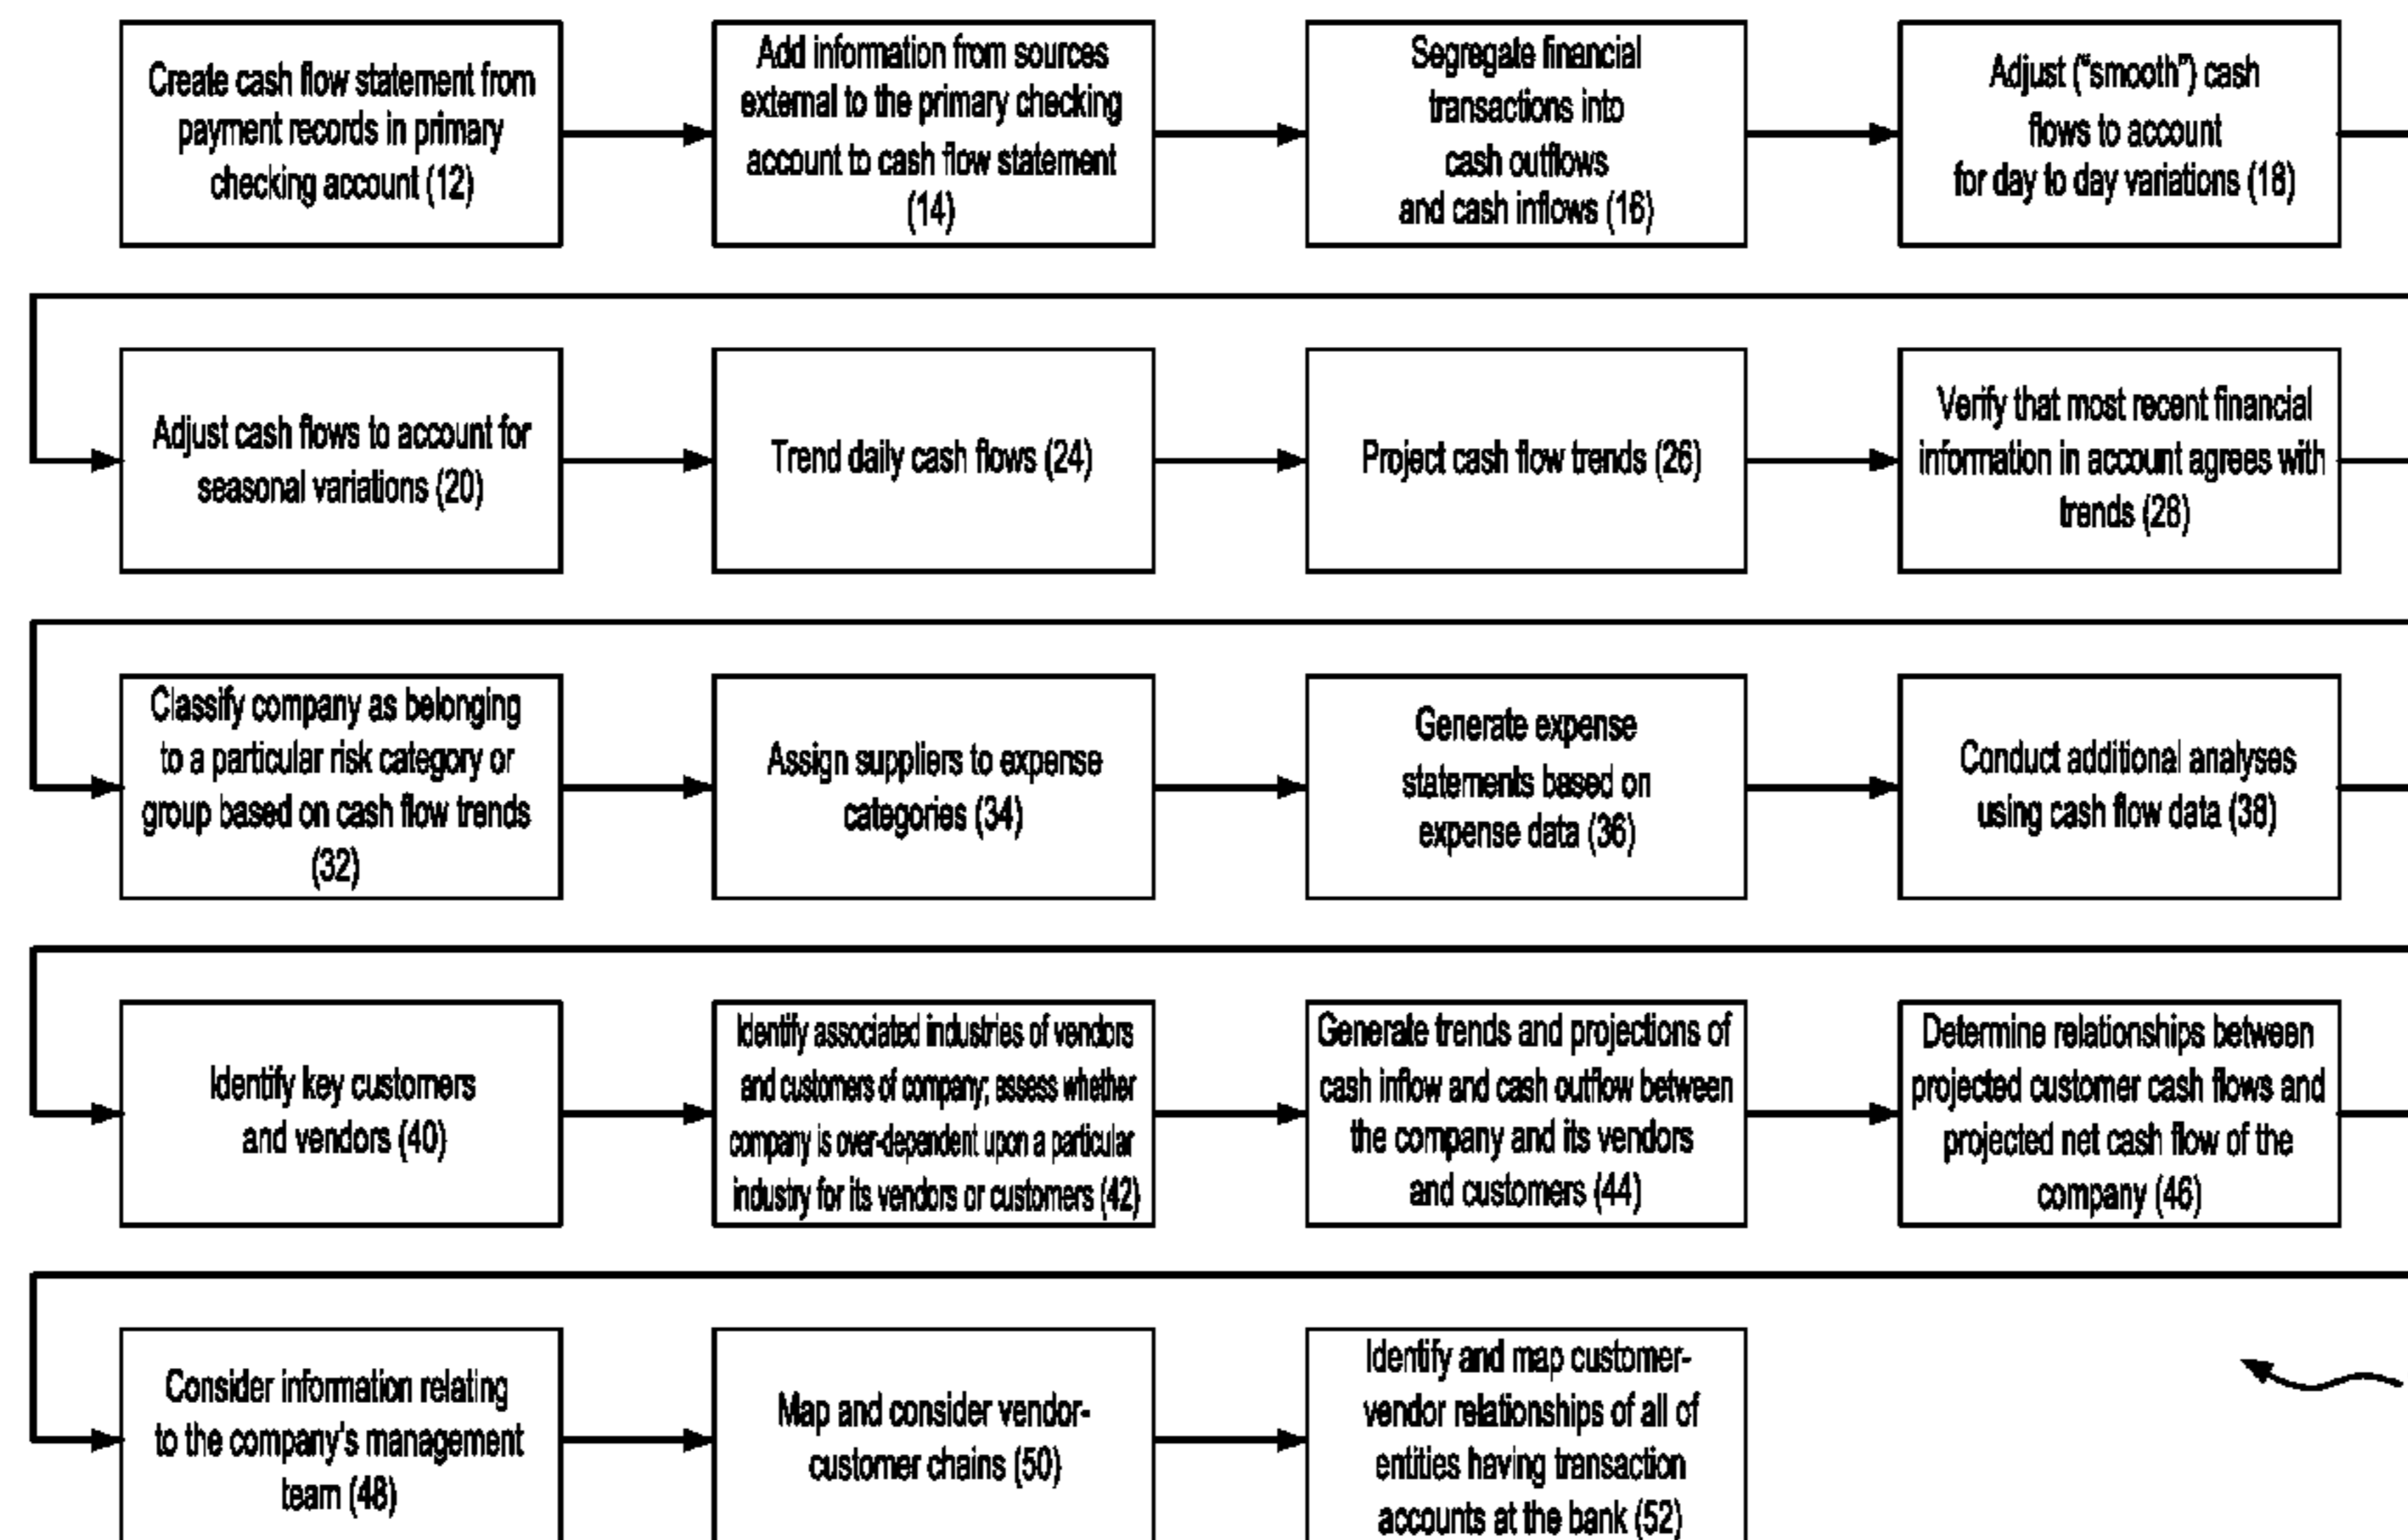 Create cash flow statement from
payment records in primary
checking account (12)
Add information from sources
external to the primary checking
account to cash flow statement
(14)
Segregate financial
transactions into
cash outflows
and cash inflows (16)
Adjust ("smooth") cash
flows to account
for day to day variations (18)
Adjust cash flows to account for
seasonal variations (20)
Trend daily cash flows (24)
Project cash flow trends (26)
Verify that most recent financial
information in account agrees with
trends (28)
Classify company as belonging
to a particular risk category or
group based on cash flow trends
(32)
Assign suppliers to expense
categories (34)
Generate expense
statements based on
expense data (36)
Conduct additional analyses
using cash flow data (38)
Identify key customers
and vendors (40)
Identify associated industries of vendors
and customers of company; assess whether
company is over-dependent upon a particular
industry for its vendors or customers (42)
Generate trends and projections of
cash inflow and cash outflow between
the company and its vendors
and customers (44)
Determine relationships between
projected customer cash flows and
projected net cash flow of the
company (46)
Consider information relating
to the company's management
team (48)
Map and consider vendor-
customer chains (50)
Identify and map customer-
vendor relationships of all of
entities having transaction
accounts at the bank (52)